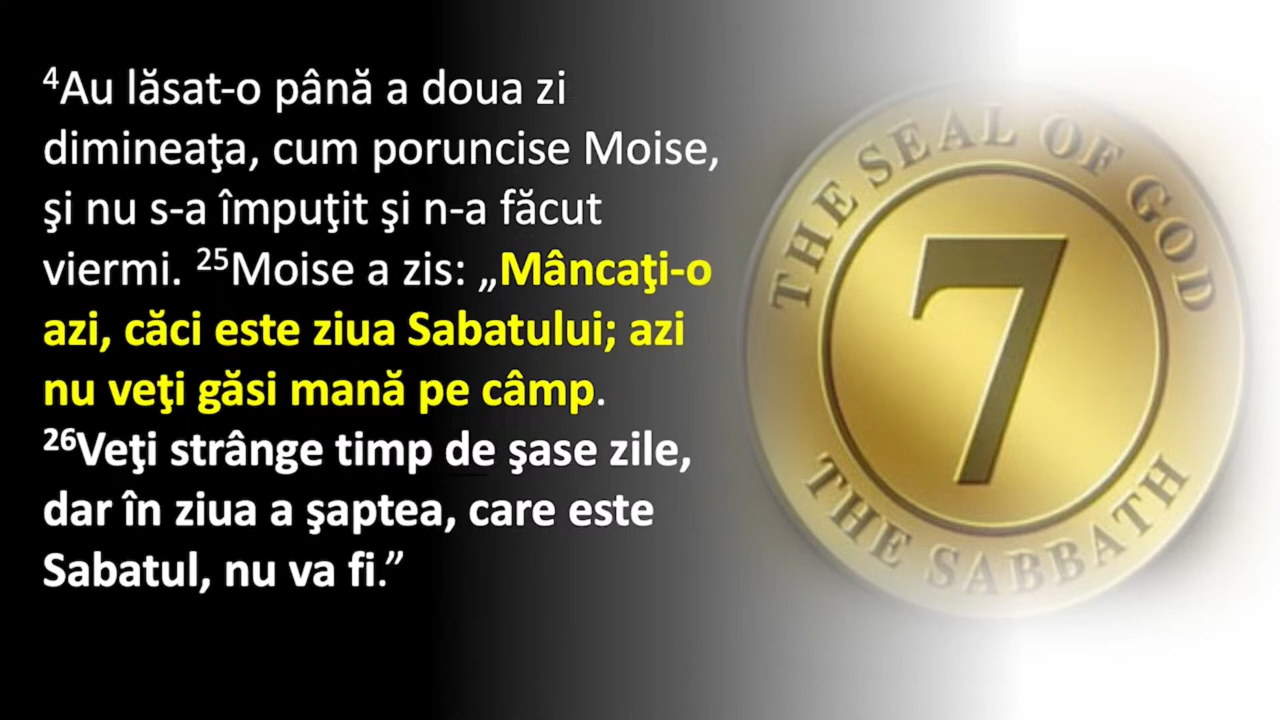 ⁴Au lăsat-o până a doua zi
dimineaţa, cum poruncise Moise,
şi nu s-a împuţit şi n-a făcut
viermi. ²⁵Moise a zis: „Mâncaţi-o
azi, căci este ziua Sabatului; azi
nu veţi găsi mană pe câmp.
²⁶Veţi strânge timp de şase zile,
dar în ziua a şaptea, care este
Sabatul, nu va fi.”
THE SEAL OF GOD
7
THE SABBATH